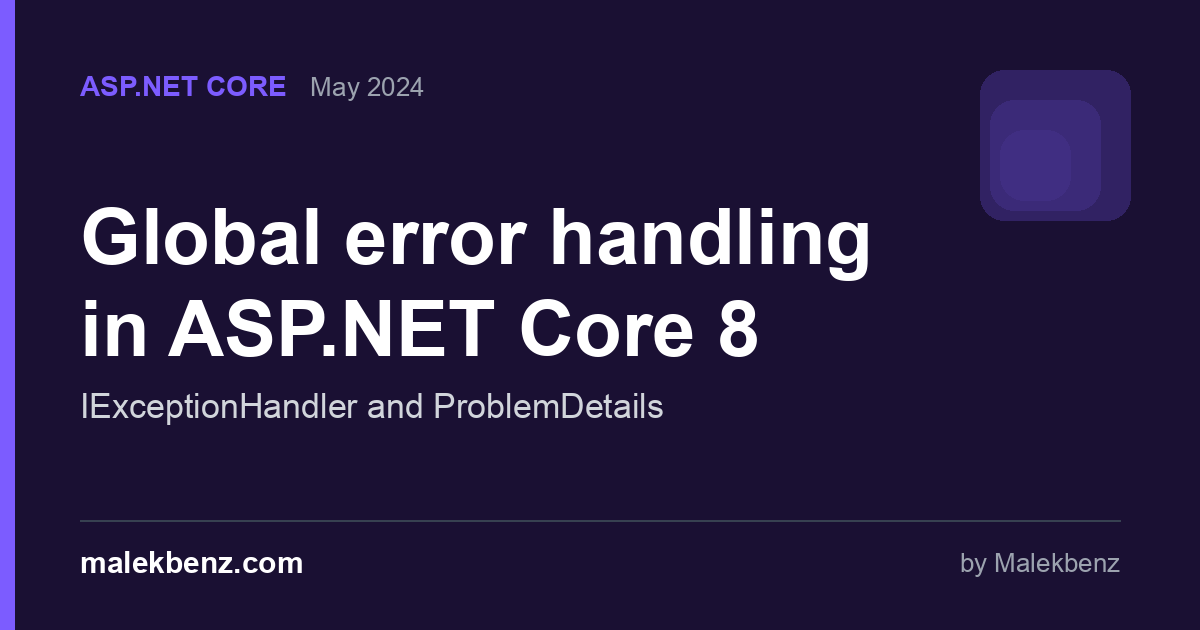 ASP.NET CORE May 2024
Global error handling
in ASP.NET Core 8
IExceptionHandler and ProblemDetails
malekbenz.com by Malekbenz